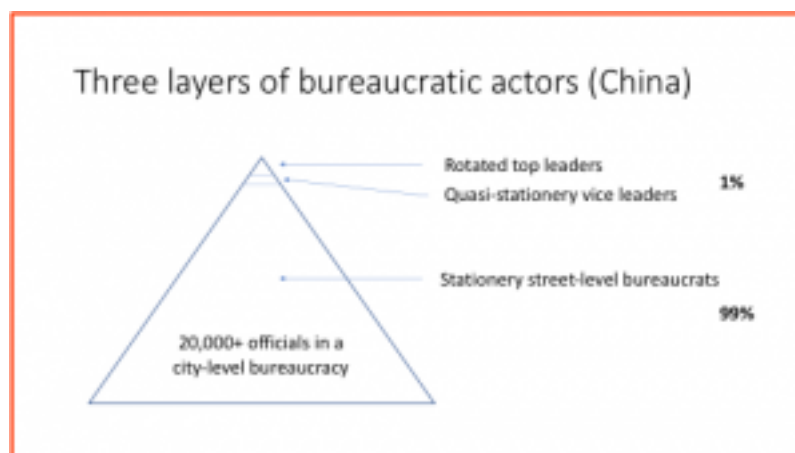 Three layers of bureaucratic actors (China)
Rotated top leaders
1%
Quasi-stationery vice leaders
Stationery street-level bureaucrats
99%
20,000+ officials in a
city-level bureaucracy